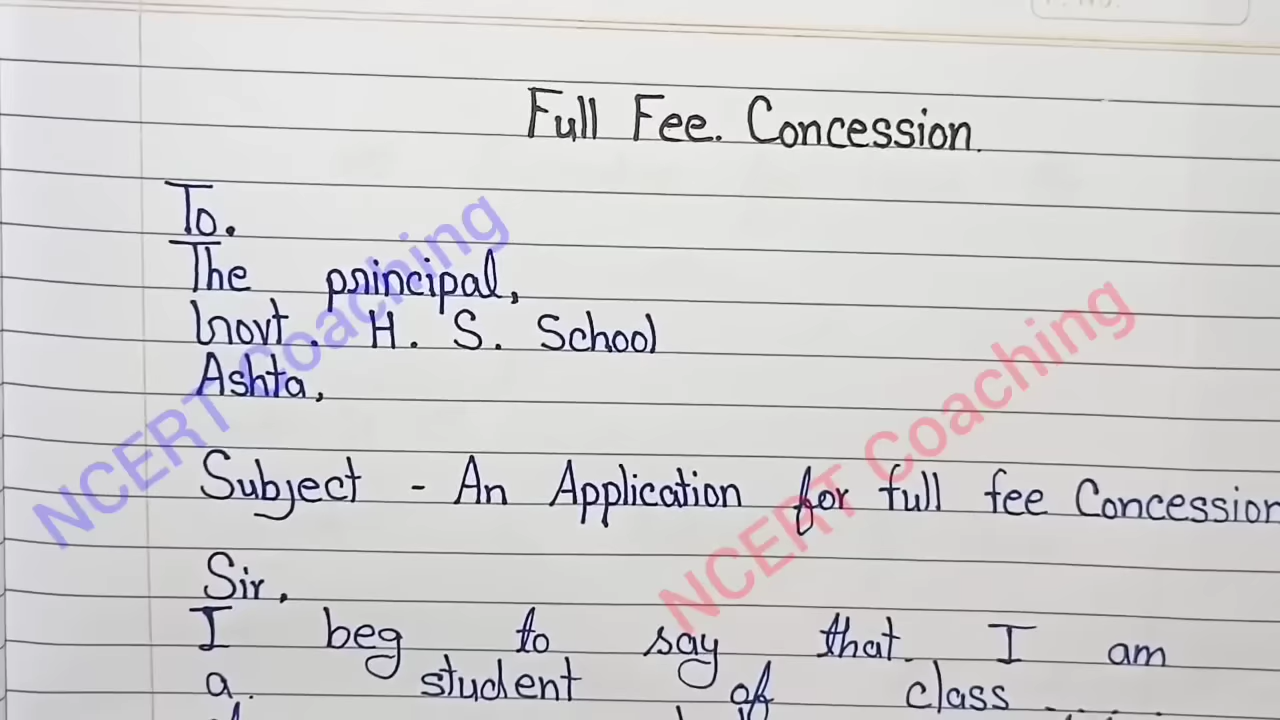 Full Fee. Concession.
To.
The principal,
Govt. H. S. School
Ashta,
Subject - An Application for full fee Concession
Sir.
I beg to say that I am
a. student of class .....
NCERT Coaching
NCERT Coaching